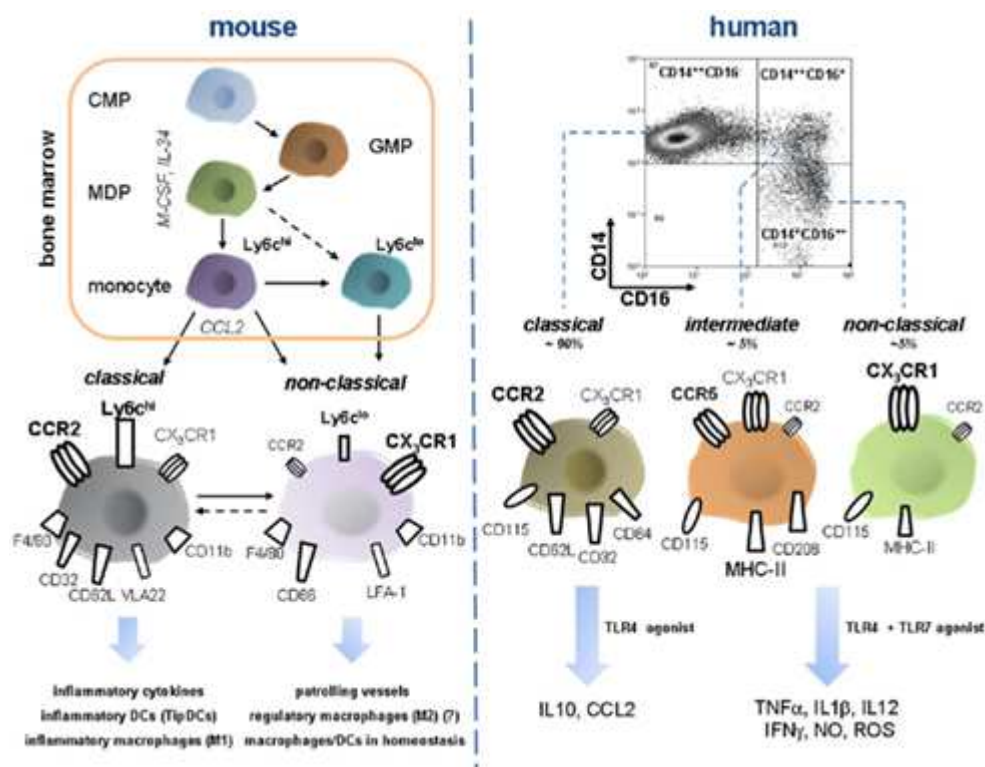 mouse
bone marrow
CMP
GMP
M-CSF, IL-34
MDP
Ly6c^hi
Ly6c^lo
monocyte
CCL2
classical
non-classical
Ly6c^hi
CCR2
CX3CR1
Ly6c^lo
CCR2
CX3CR1
F4/80
CD32
CD62L
VLA22
CD11b
F4/80
CD66
LFA-1
CD11b
inflammatory cytokines
inflammatory DCs (TipDCs)
inflammatory macrophages (M1)
patrolling vessels
regulatory macrophages (M2) (?)
macrophages/DCs in homeostasis
human
CD14++CD16-
CD14++CD16+
CD14+CD16++
CD14
CD16
classical
~ 90%
intermediate
~ 5%
non-classical
~5%
CCR2
CX3CR1
CD115
CD62L
CD32
CD64
CCR5
CX3CR1
CCR2
CD115
MHC-II
CD206
CX3CR1
CCR2
CD115
MHC-II
TLR4 agonist
IL10, CCL2
TLR4 + TLR7 agonist
TNFα, IL1β, IL12
IFNγ, NO, ROS